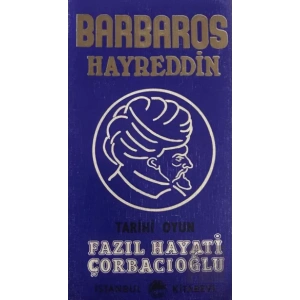 BARBAROS
HAYREDDİN
TARİHİ OYUN
FAZIL HAYATİ
ÇORBACIOĞLU